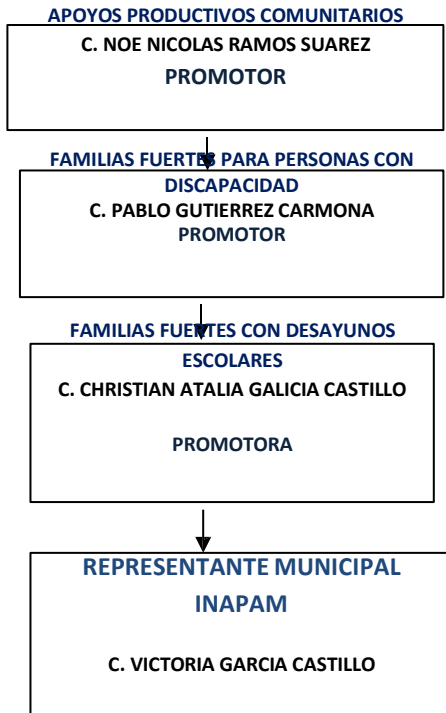 APOYOS PRODUCTIVOS COMUNITARIOS
C. NOE NICOLAS RAMOS SUAREZ
PROMOTOR
FAMILIAS FUERTES PARA PERSONAS CON
DISCAPACIDAD
C. PABLO GUTIERREZ CARMONA
PROMOTOR
FAMILIAS FUERTES CON DESAYUNOS
ESCOLARES
C. CHRISTIAN ATALIA GALICIA CASTILLO
PROMOTORA
REPRESENTANTE MUNICIPAL
INAPAM
C. VICTORIA GARCIA CASTILLO